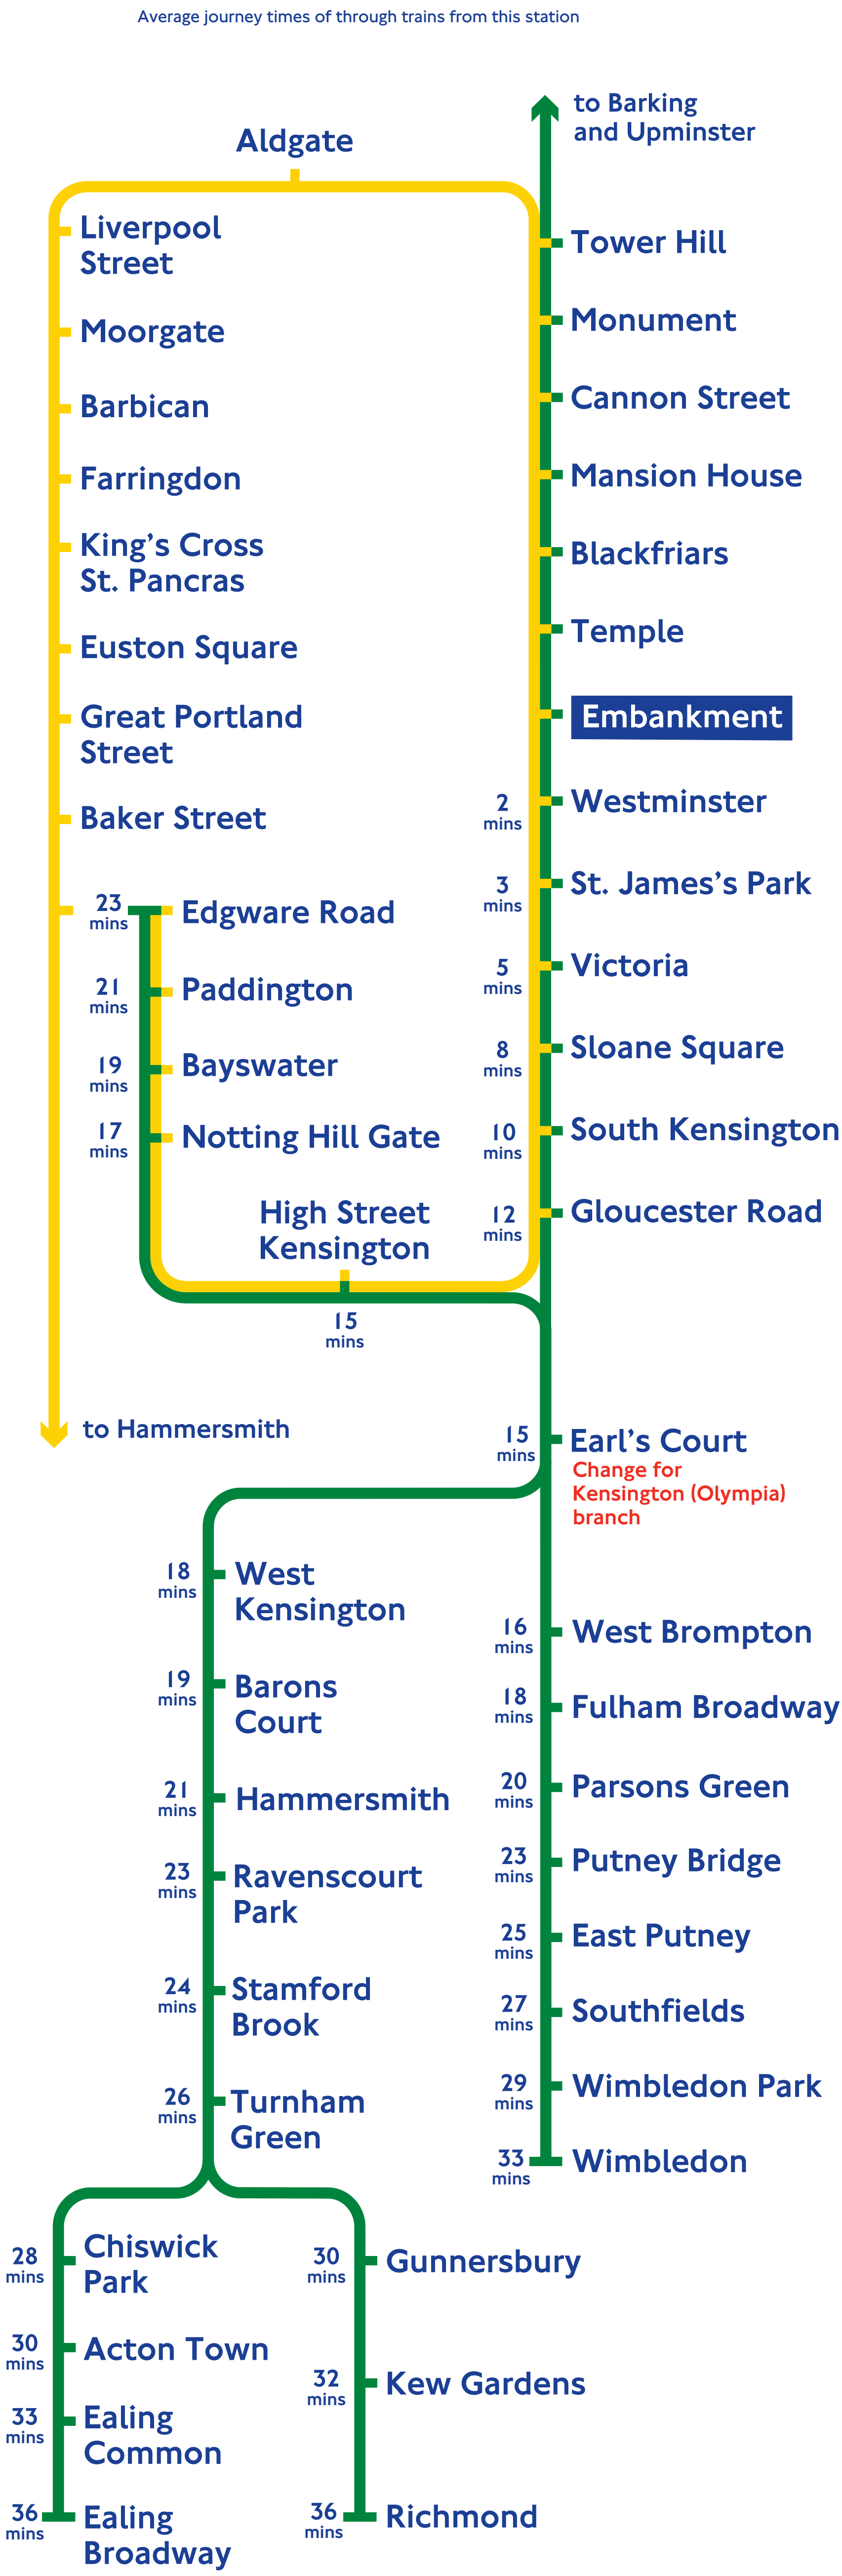 Average journey times of through trains from this station
to Barking
and Upminster
Aldgate
Liverpool
Street
Moorgate
Barbican
Farringdon
King's Cross
St. Pancras
Euston Square
Great Portland
Street
Baker Street
Tower Hill
Monument
Cannon Street
Mansion House
Blackfriars
Temple
Embankment
2
mins
Westminster
3
mins
St. James's Park
5
mins
Victoria
8
mins
Sloane Square
10
mins
South Kensington
12
mins
Gloucester Road
23
mins
Edgware Road
21
mins
Paddington
19
mins
Bayswater
17
mins
Notting Hill Gate
High Street
Kensington
15
mins
to Hammersmith
15
mins
Earl's Court
Change for
Kensington (Olympia)
branch
18
mins
West
Kensington
19
mins
Barons
Court
21
mins
Hammersmith
23
mins
Ravenscourt
Park
24
mins
Stamford
Brook
26
mins
Turnham
Green
16
mins
West Brompton
18
mins
Fulham Broadway
20
mins
Parsons Green
23
mins
Putney Bridge
25
mins
East Putney
27
mins
Southfields
29
mins
Wimbledon Park
33
mins
Wimbledon
28
mins
Chiswick
Park
30
mins
Acton Town
33
mins
Ealing
Common
36
mins
Ealing
Broadway
30
mins
Gunnersbury
32
mins
Kew Gardens
36
mins
Richmond